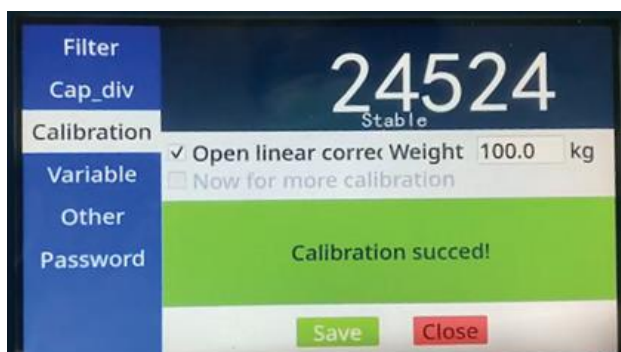 Filter
Cap_div
Calibration
Variable
Other
Password
24524
Stable
Open linear correc Weight 100.0 kg
Now for more calibration
Calibration succed!
Save Close